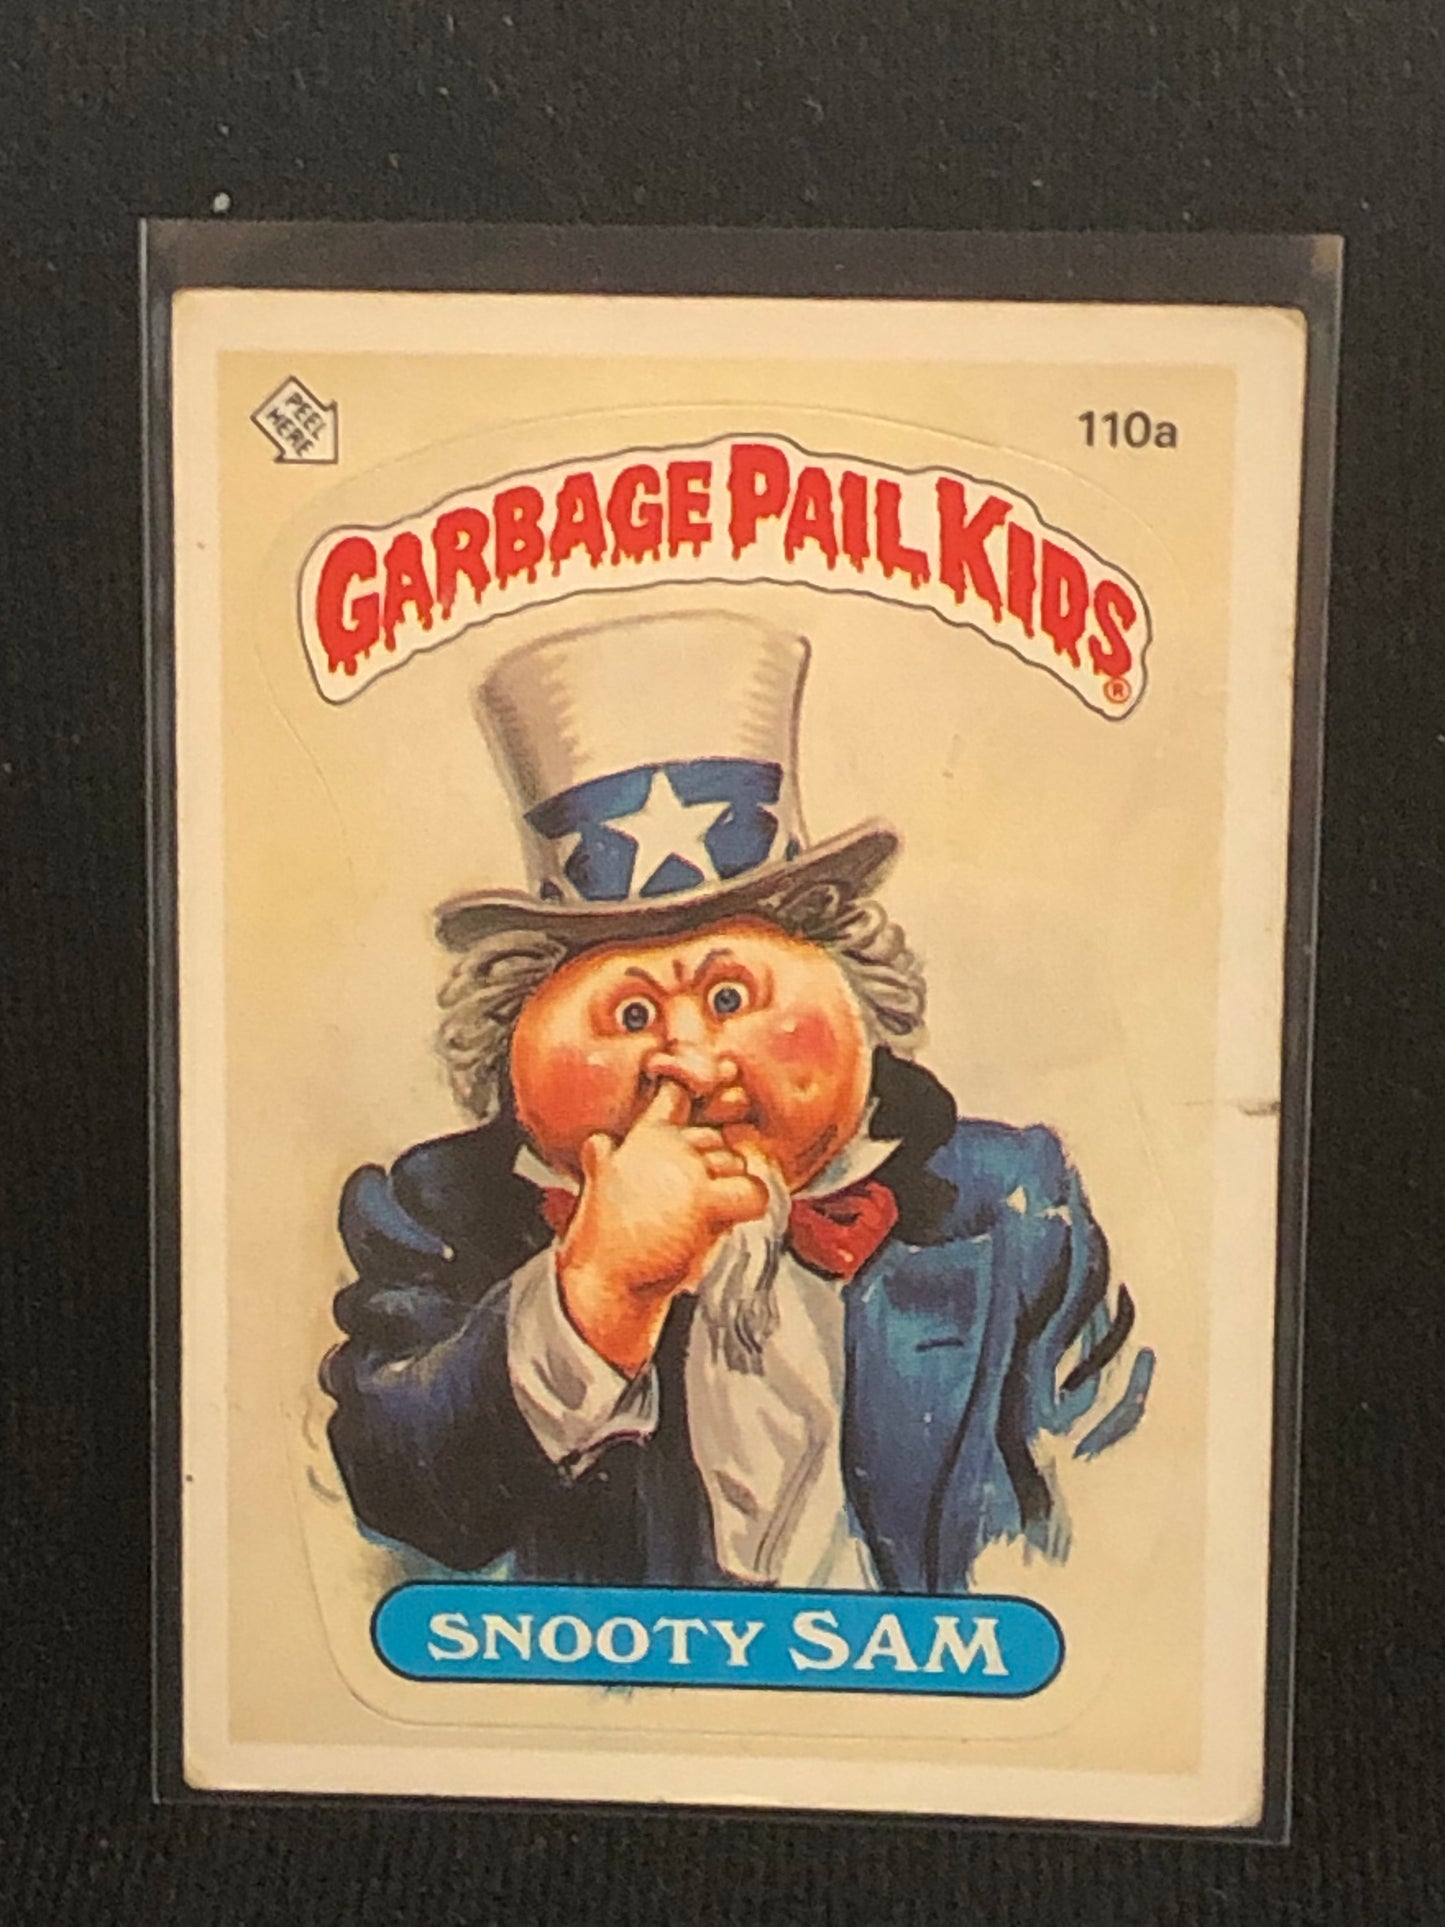 PEEL
HERE
110a
GARBAGE PAIL KIDS®
SNOOTY SAM